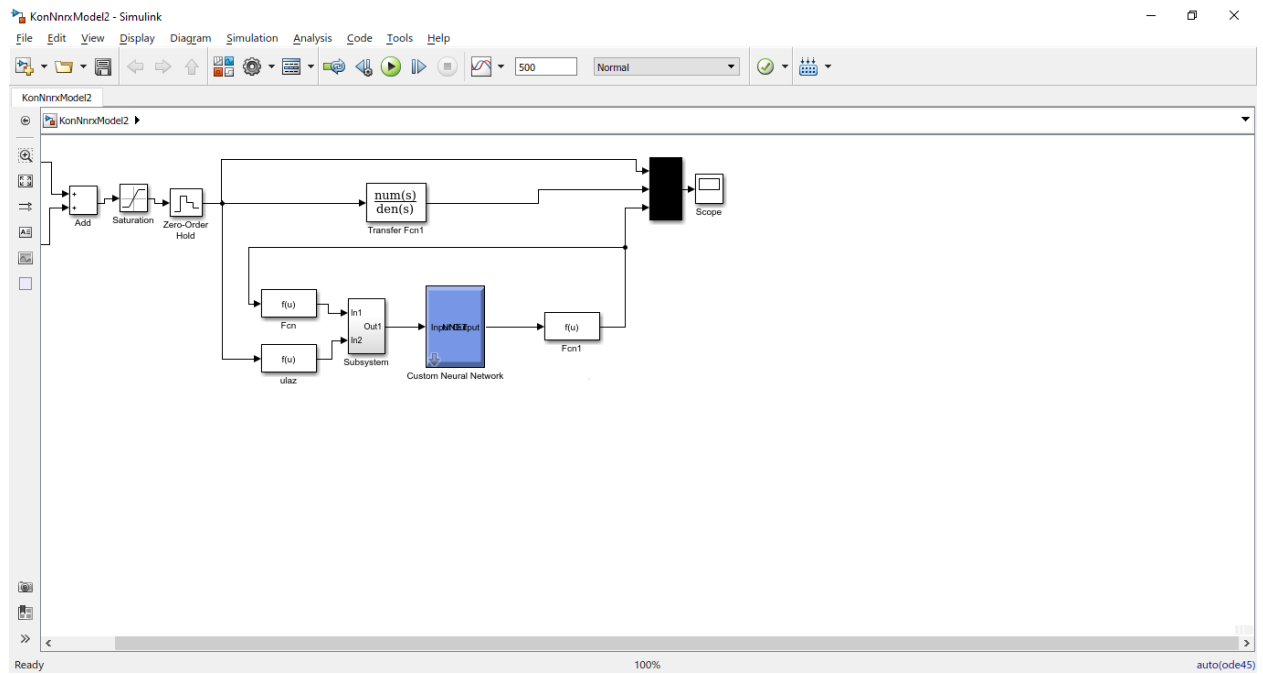 KonNnrxModel2 - Simulink
File Edit View Display Diagram Simulation Analysis Code Tools Help
500 Normal
KonNnrxModel2
KonNnrxModel2
+
+
Add
Saturation
Zero-Order
Hold
num(s)
den(s)
Transfer Fcn1
Scope
f(u)
Fcn
f(u)
ulaz
In1
Out1
In2
Subsystem
Custom Neural Network
f(u)
Fcn1
Ready 100% auto(ode45)